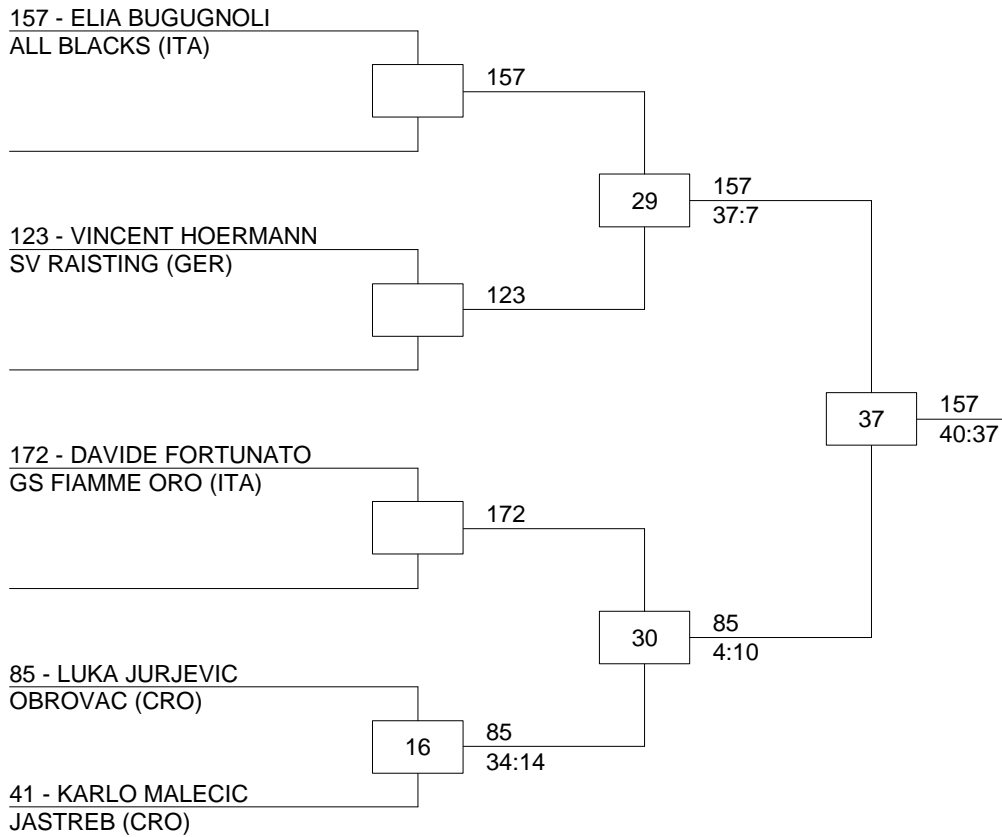 157 - ELIA BUGUGNOLI
ALL BLACKS (ITA)
157
29
157
37:7
123 - VINCENT HOERMANN
SV RAISTING (GER)
123
37
157
40:37
172 - DAVIDE FORTUNATO
GS FIAMME ORO (ITA)
172
30
85
4:10
85 - LUKA JURJEVIC
OBROVAC (CRO)
16
85
34:14
41 - KARLO MALECIC
JASTREB (CRO)